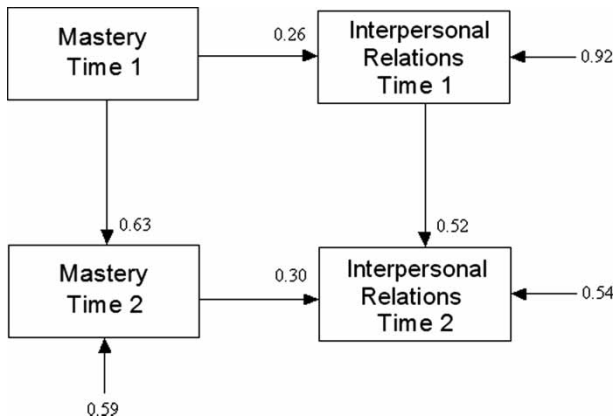 Mastery
Time 1
0.26
Interpersonal
Relations
Time 1
0.92
0.63
0.52
Mastery
Time 2
0.30
Interpersonal
Relations
Time 2
0.54
0.59